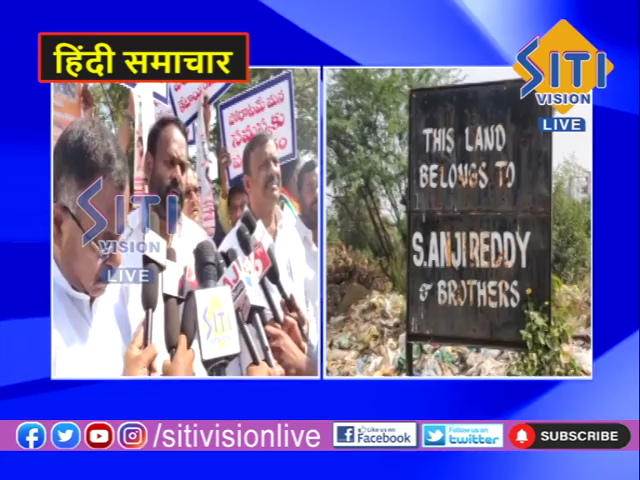 हिंदी समाचार
SITI
VISION
LIVE
SITI
VISION
LIVE
THIS LAND
BELONGS TO
S.ANJI REDDY
& BROTHERS
/sitivisionlive
Like us on
Facebook
Follow us on
twitter
SUBSCRIBE